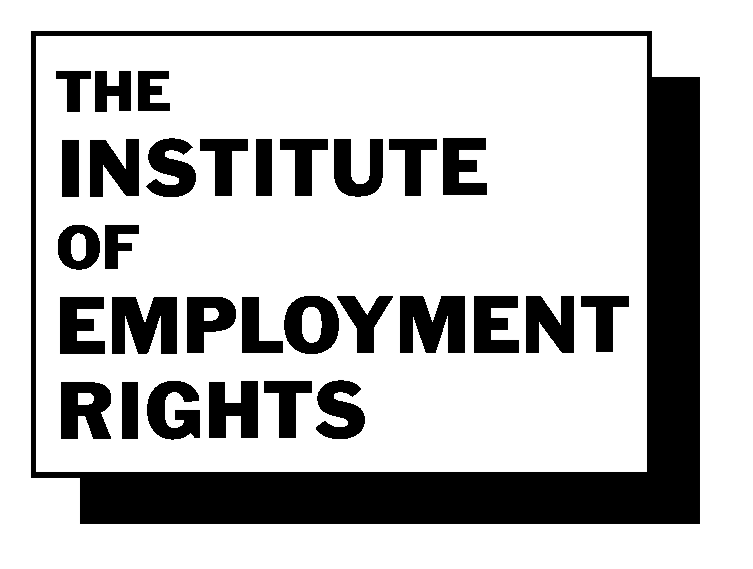 THE
INSTITUTE
OF
EMPLOYMENT
RIGHTS